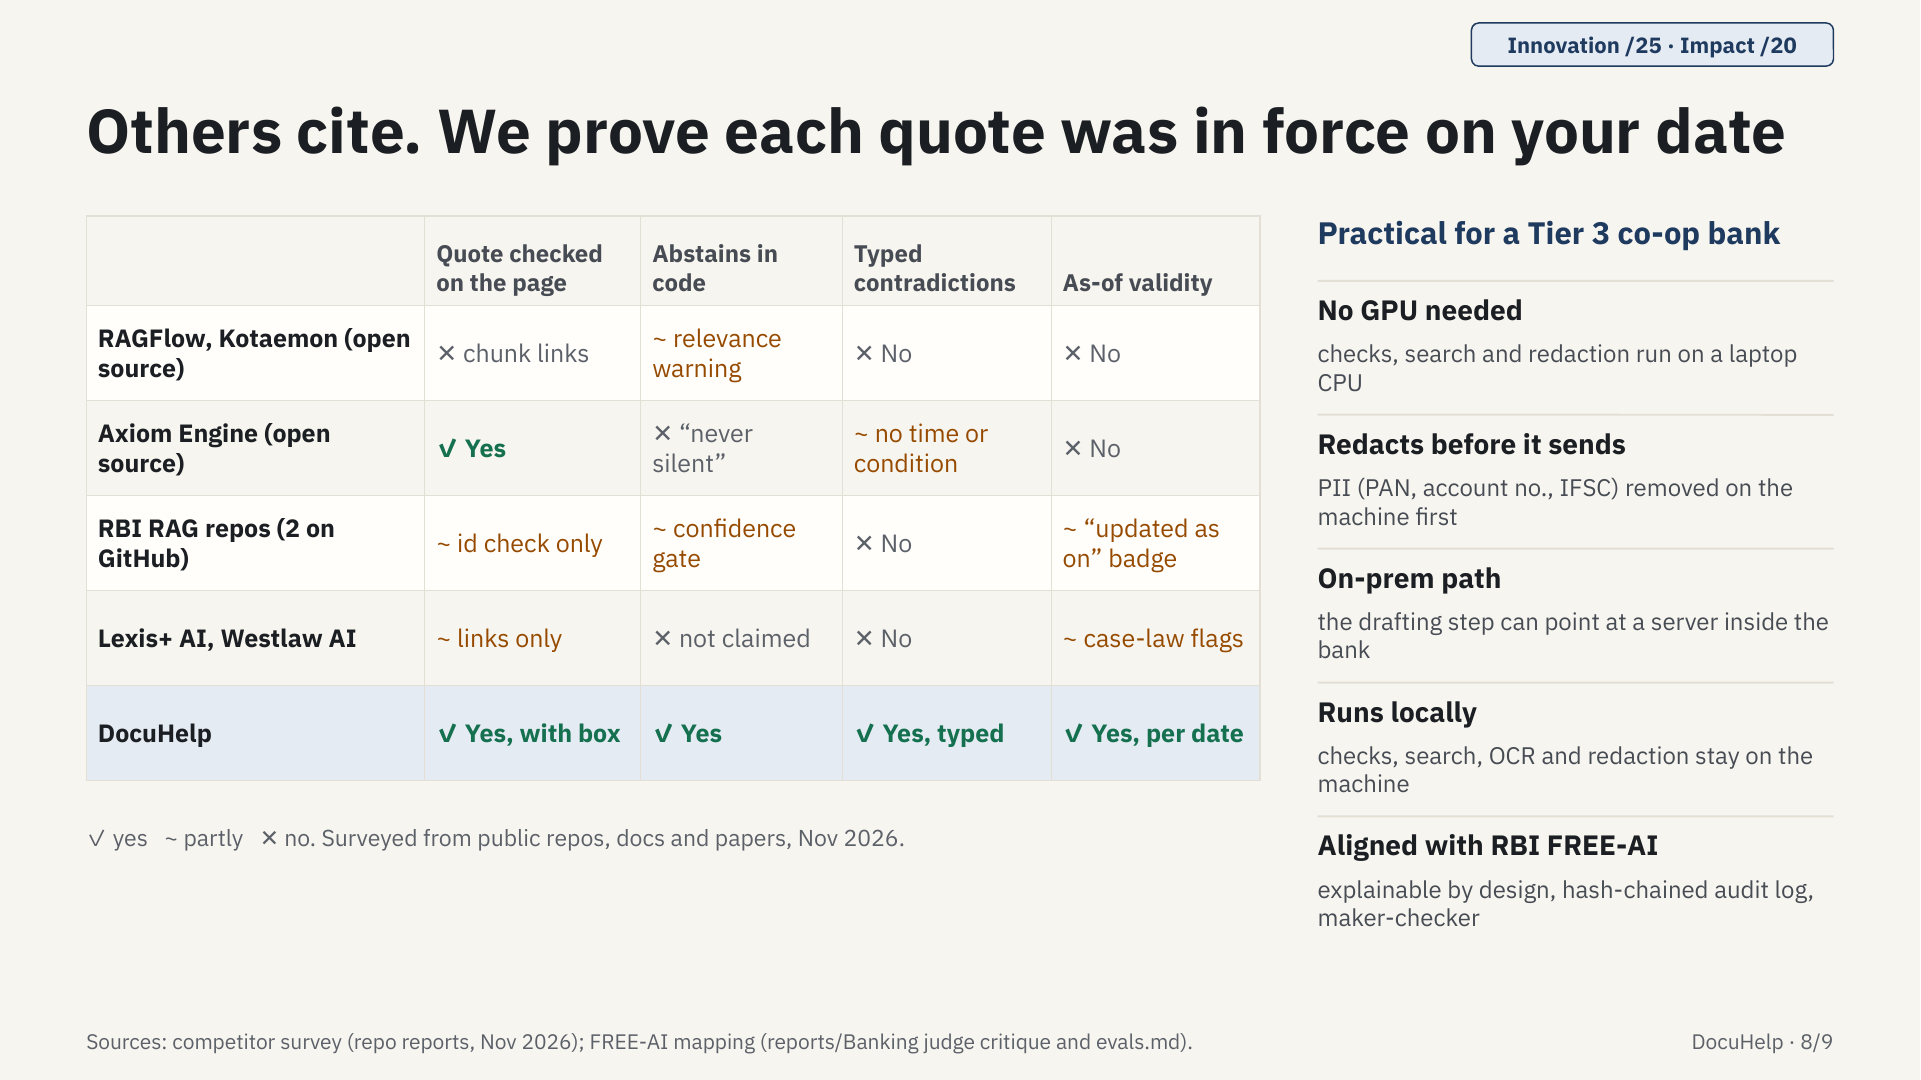 Innovation /25 · Impact /20
Others cite. We prove each quote was in force on your date
Quote checked
on the page
Abstains in
code
Typed
contradictions
As-of validity
RAGFlow, Kotaemon (open
source)
✕ chunk links
~ relevance
warning
✕ No
✕ No
Axiom Engine (open
source)
✓ Yes
✕ “never
silent”
~ no time or
condition
✕ No
RBI RAG repos (2 on
GitHub)
~ id check only
~ confidence
gate
✕ No
~ “updated as
on” badge
Lexis+ AI, Westlaw AI
~ links only
✕ not claimed
✕ No
~ case-law flags
DocuHelp
✓ Yes, with box
✓ Yes
✓ Yes, typed
✓ Yes, per date
✓ yes ~ partly ✕ no. Surveyed from public repos, docs and papers, Nov 2026.
Practical for a Tier 3 co-op bank
No GPU needed
checks, search and redaction run on a laptop
CPU
Redacts before it sends
PII (PAN, account no., IFSC) removed on the
machine first
On-prem path
the drafting step can point at a server inside the
bank
Runs locally
checks, search, OCR and redaction stay on the
machine
Aligned with RBI FREE-AI
explainable by design, hash-chained audit log,
maker-checker
Sources: competitor survey (repo reports, Nov 2026); FREE-AI mapping (reports/Banking judge critique and evals.md).
DocuHelp · 8/9